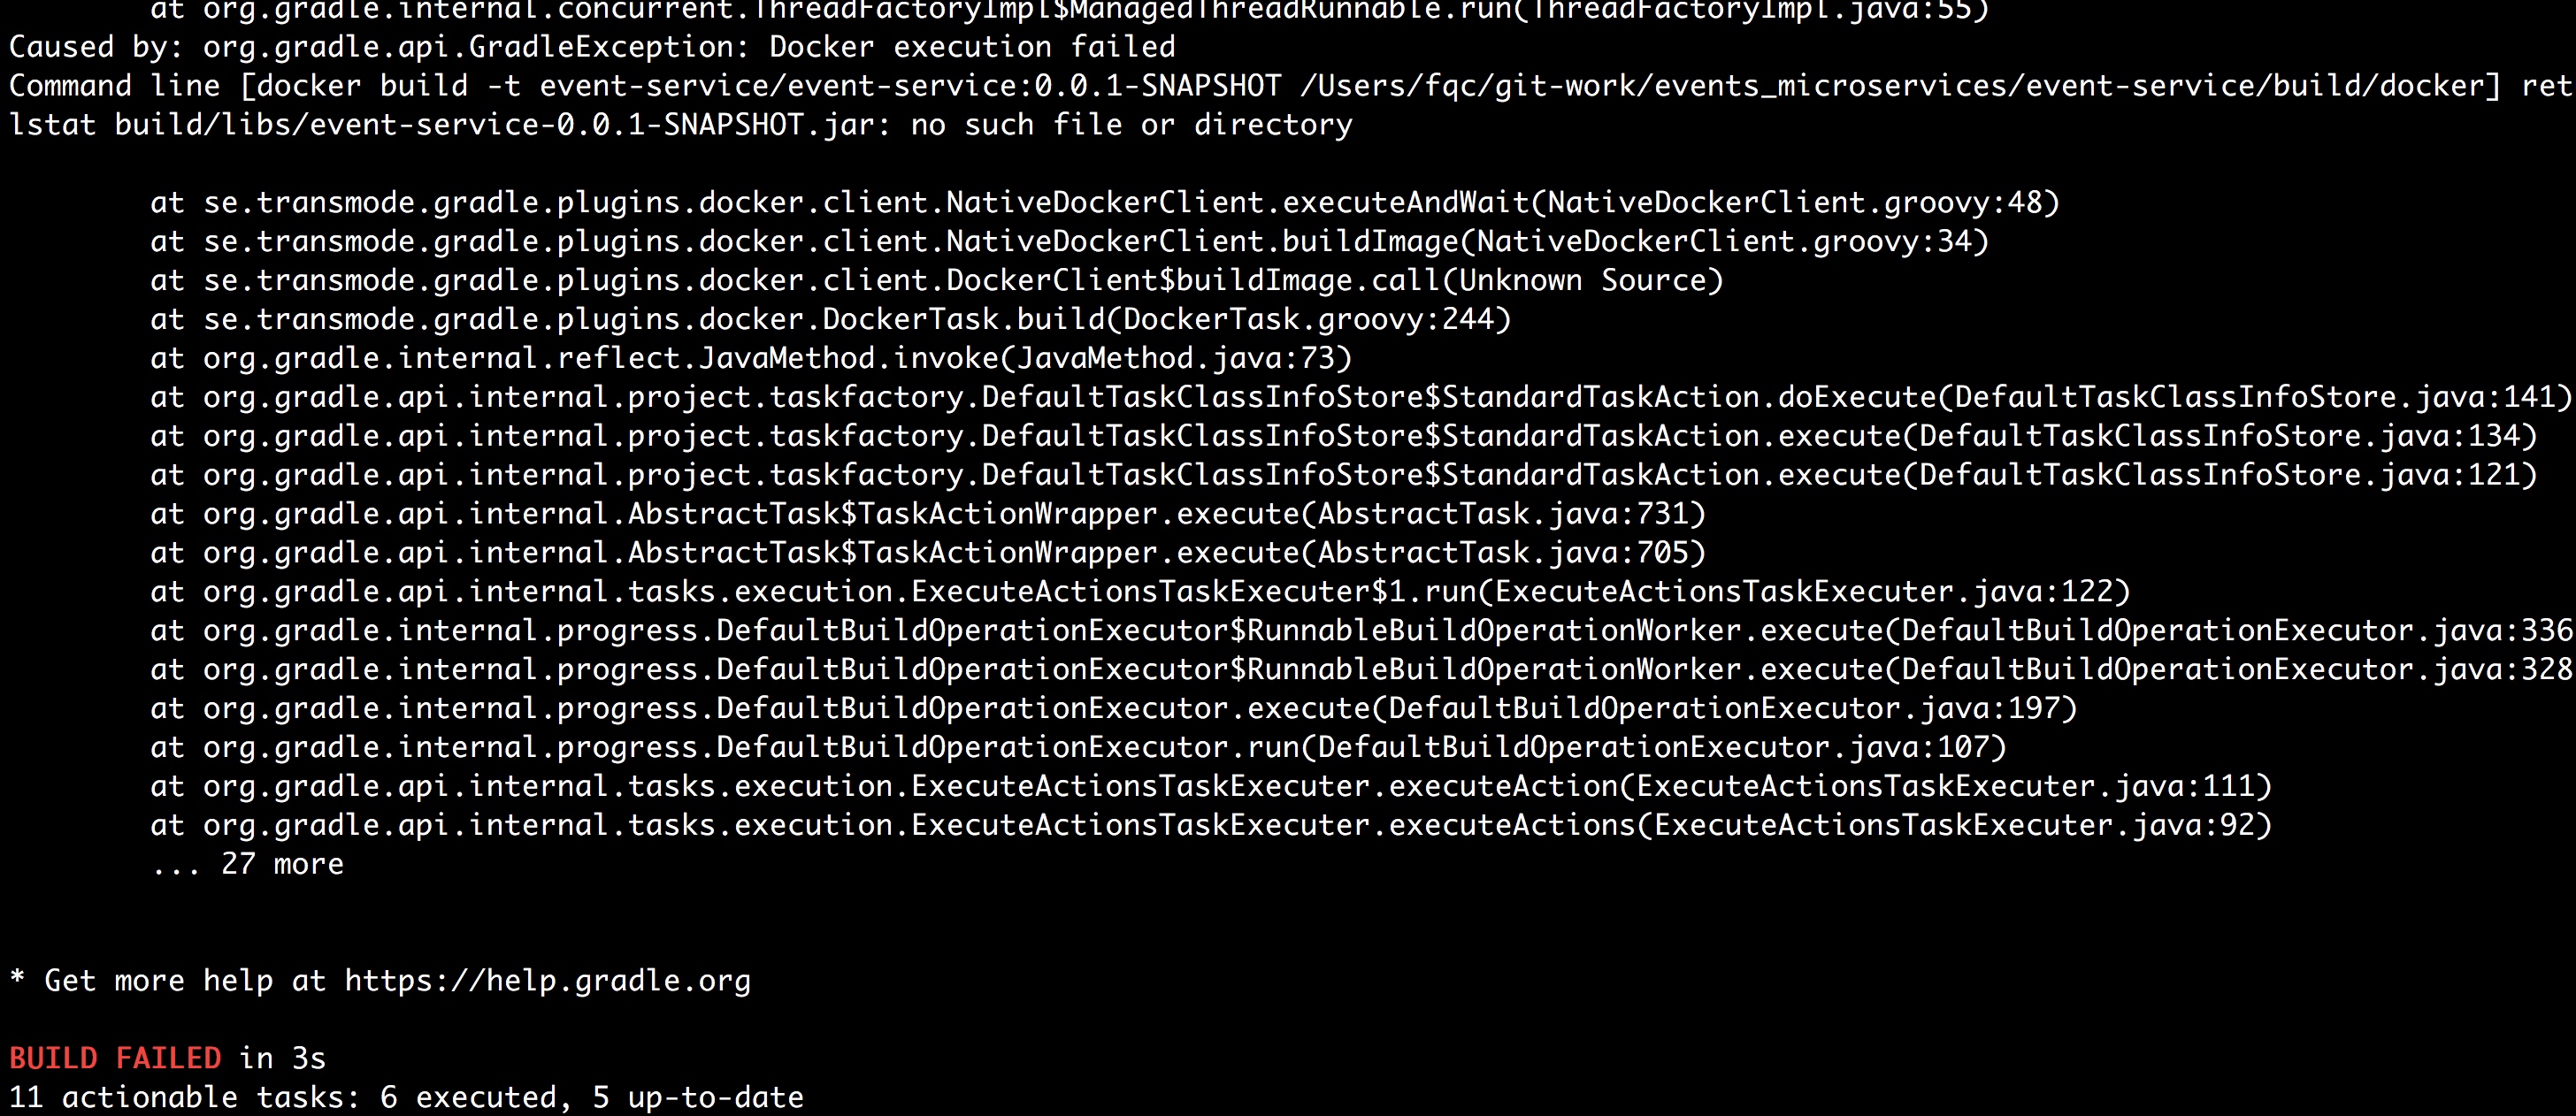 at org.gradle.internal.concurrent.ThreadFactoryImpl$ManagedThreadRunnable.run(ThreadFactoryImpl.java:55)
Caused by: org.gradle.api.GradleException: Docker execution failed
Command line [docker build -t event-service/event-service:0.0.1-SNAPSHOT /Users/fqc/git-work/events_microservices/event-service/build/docker] ret
lstat build/libs/event-service-0.0.1-SNAPSHOT.jar: no such file or directory
at se.transmode.gradle.plugins.docker.client.NativeDockerClient.executeAndWait(NativeDockerClient.groovy:48)
at se.transmode.gradle.plugins.docker.client.NativeDockerClient.buildImage(NativeDockerClient.groovy:34)
at se.transmode.gradle.plugins.docker.client.DockerClient$buildImage.call(Unknown Source)
at se.transmode.gradle.plugins.docker.DockerTask.build(DockerTask.groovy:244)
at org.gradle.internal.reflect.JavaMethod.invoke(JavaMethod.java:73)
at org.gradle.api.internal.project.taskfactory.DefaultTaskClassInfoStore$StandardTaskAction.doExecute(DefaultTaskClassInfoStore.java:141)
at org.gradle.api.internal.project.taskfactory.DefaultTaskClassInfoStore$StandardTaskAction.execute(DefaultTaskClassInfoStore.java:134)
at org.gradle.api.internal.project.taskfactory.DefaultTaskClassInfoStore$StandardTaskAction.execute(DefaultTaskClassInfoStore.java:121)
at org.gradle.api.internal.AbstractTask$TaskActionWrapper.execute(AbstractTask.java:731)
at org.gradle.api.internal.AbstractTask$TaskActionWrapper.execute(AbstractTask.java:705)
at org.gradle.api.internal.tasks.execution.ExecuteActionsTaskExecuter$1.run(ExecuteActionsTaskExecuter.java:122)
at org.gradle.internal.progress.DefaultBuildOperationExecutor$RunnableBuildOperationWorker.execute(DefaultBuildOperationExecutor.java:336
at org.gradle.internal.progress.DefaultBuildOperationExecutor$RunnableBuildOperationWorker.execute(DefaultBuildOperationExecutor.java:328
at org.gradle.internal.progress.DefaultBuildOperationExecutor.execute(DefaultBuildOperationExecutor.java:197)
at org.gradle.internal.progress.DefaultBuildOperationExecutor.run(DefaultBuildOperationExecutor.java:107)
at org.gradle.api.internal.tasks.execution.ExecuteActionsTaskExecuter.executeAction(ExecuteActionsTaskExecuter.java:111)
at org.gradle.api.internal.tasks.execution.ExecuteActionsTaskExecuter.executeActions(ExecuteActionsTaskExecuter.java:92)
... 27 more
* Get more help at https://help.gradle.org
BUILD FAILED in 3s
11 actionable tasks: 6 executed, 5 up-to-date